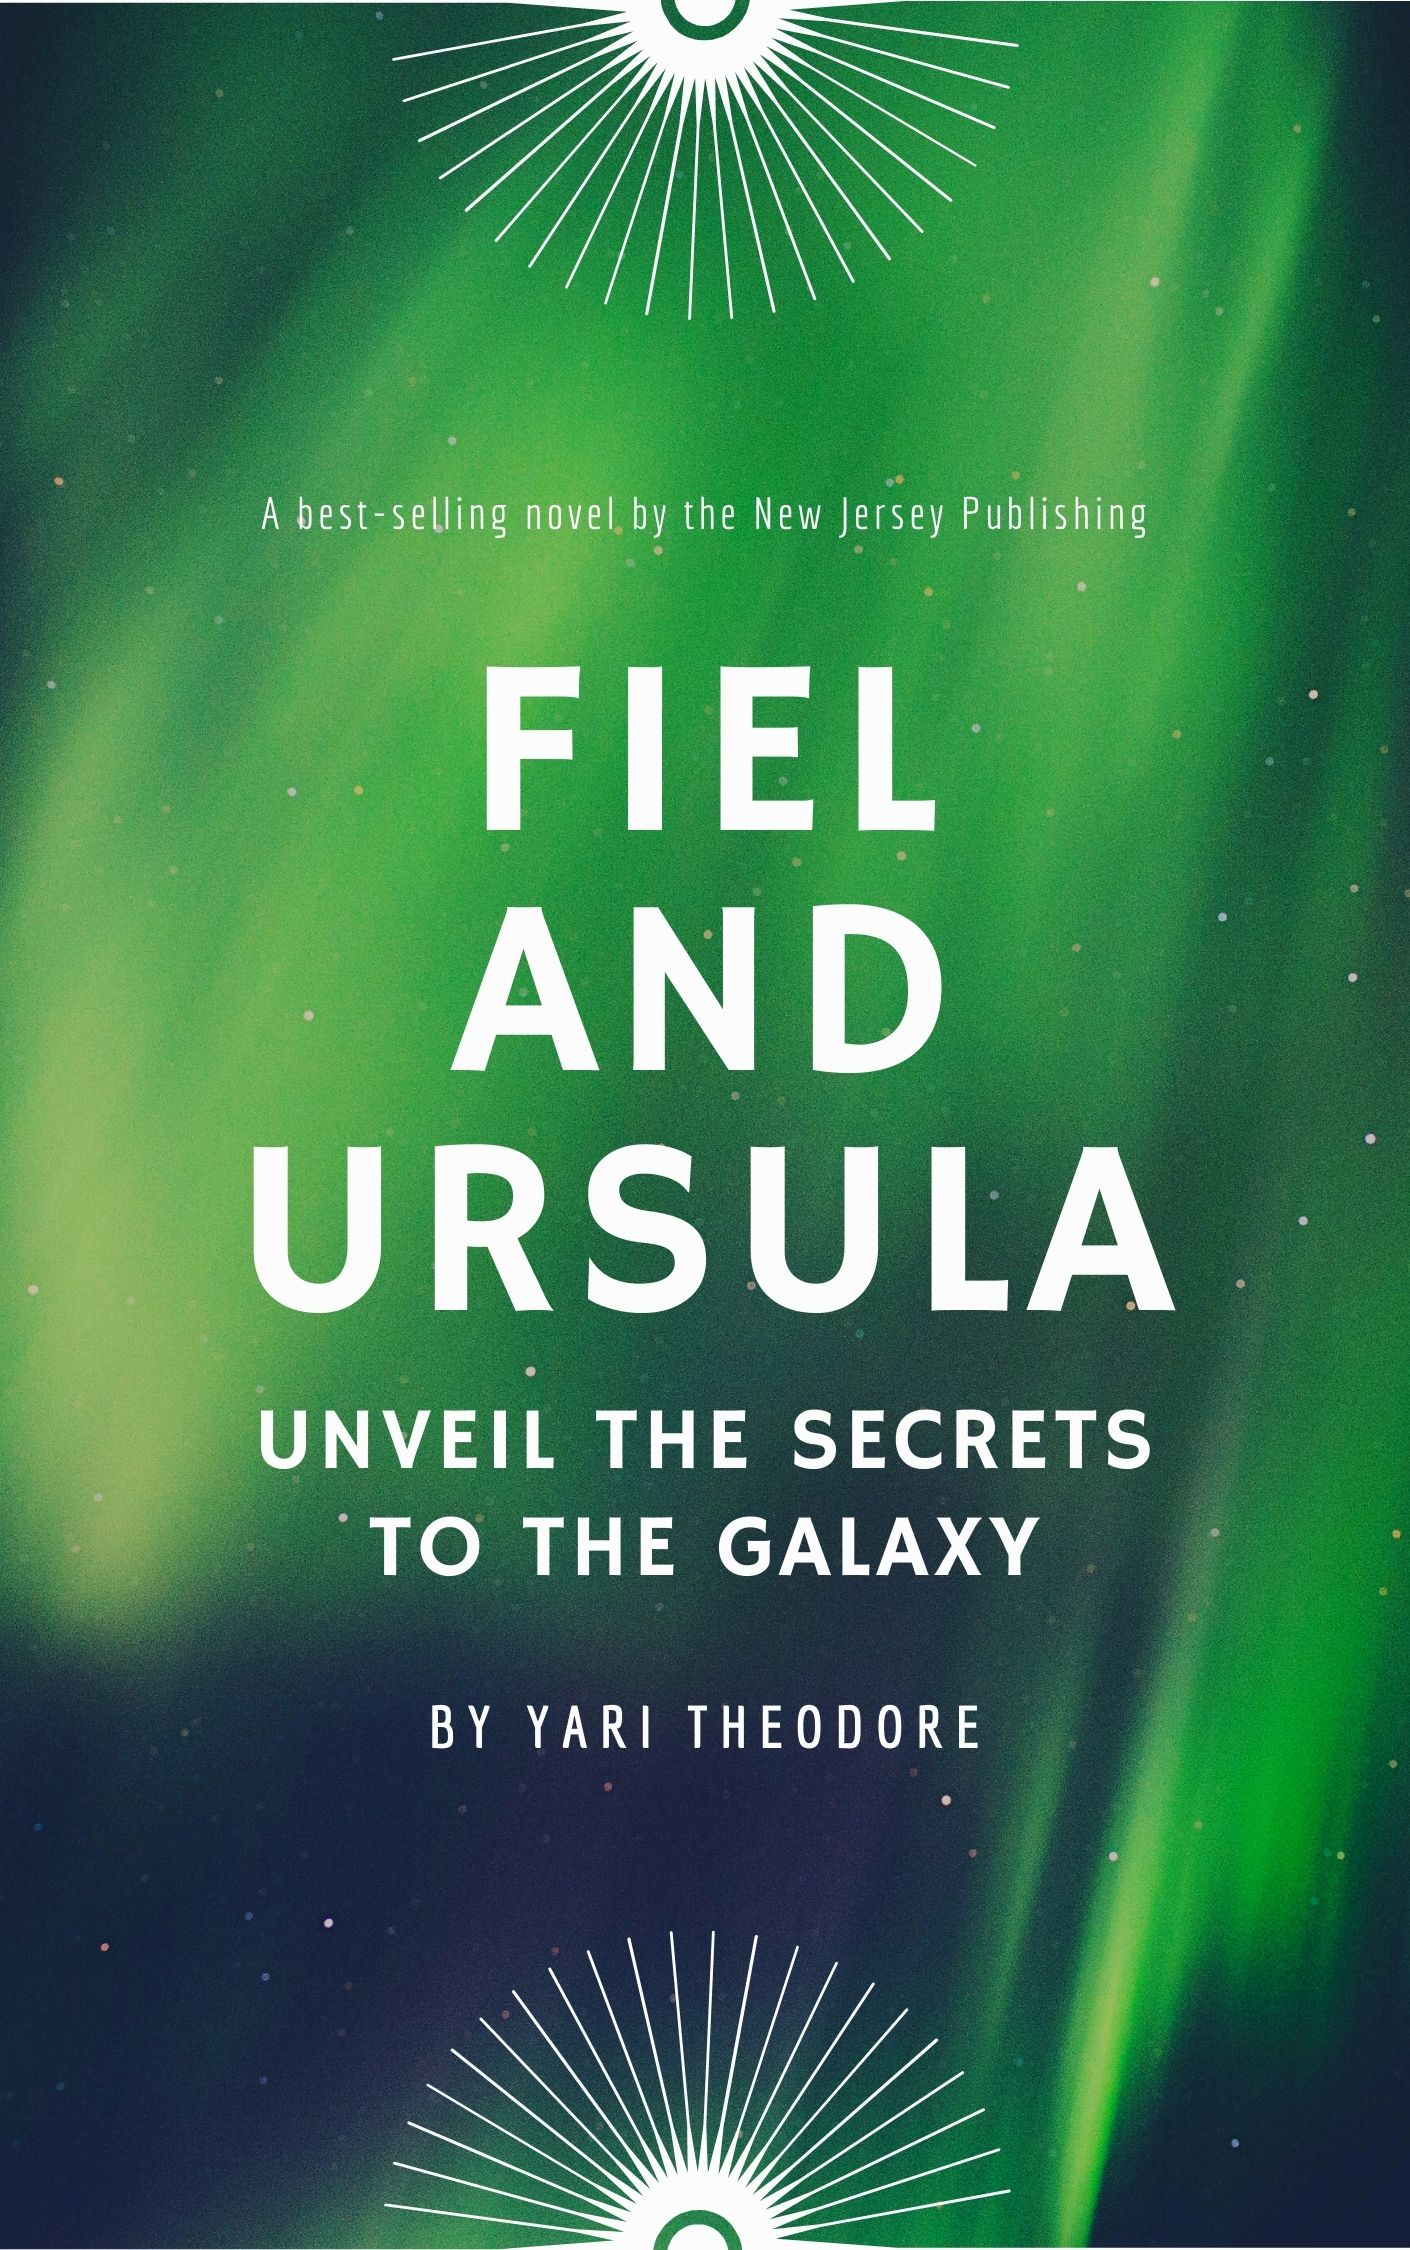 A best-selling novel by the New Jersey Publishing
FIEL
AND
URSULA
UNVEIL THE SECRETS
TO THE GALAXY
BY YARI THEODORE